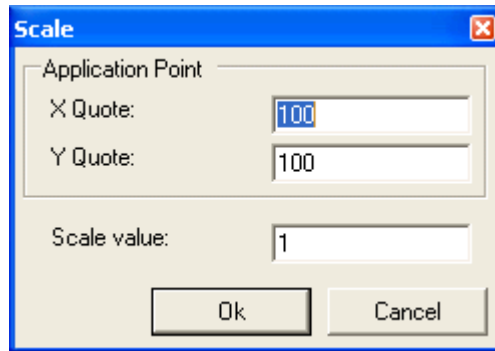 Scale
Application Point
X Quote: 100
Y Quote: 100
Scale value: 1
Ok Cancel